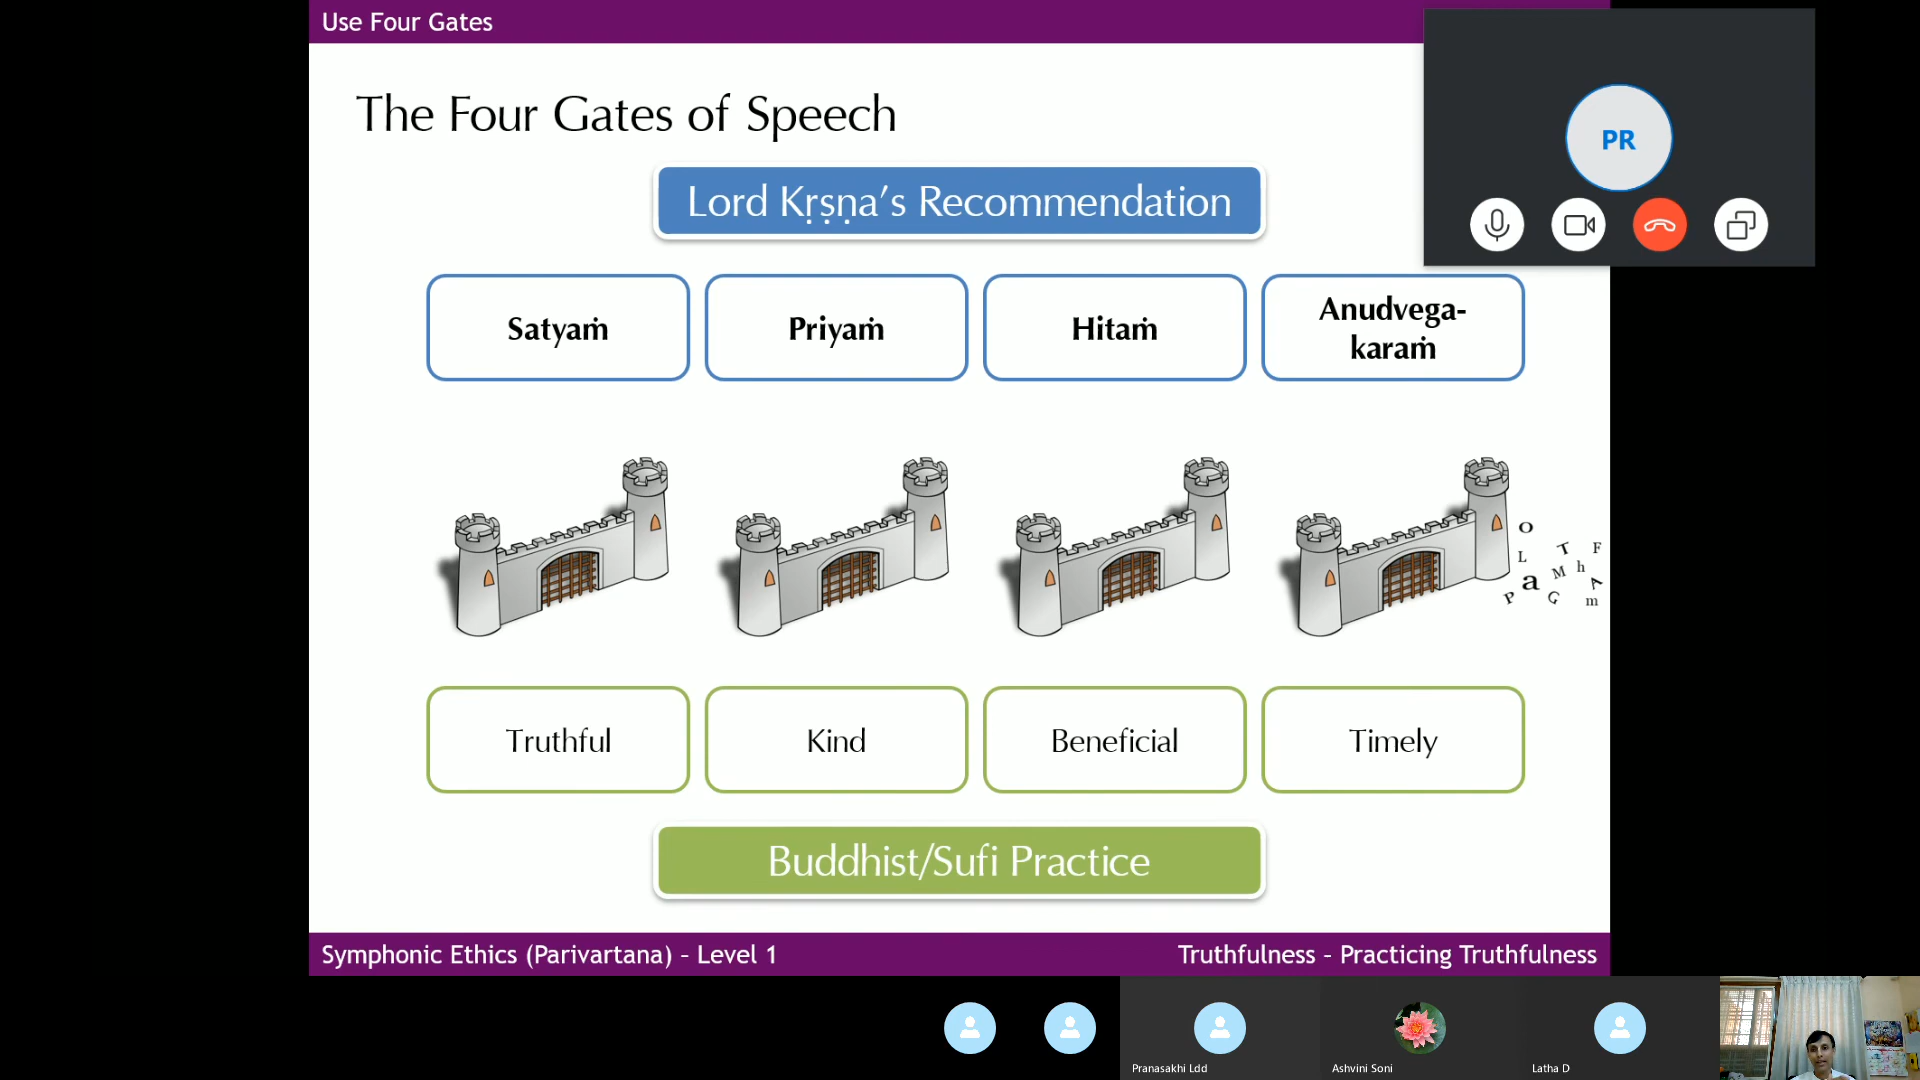 Use Four Gates
The Four Gates of Speech
PR
Lord Kṛṣṇa’s Recommendation
Satyaṁ
Priyaṁ
Hitaṁ
Anudvega-
karaṁ
O
L T F
a M h A
P G m
Truthful
Kind
Beneficial
Timely
Buddhist/Sufi Practice
Symphonic Ethics (Parivartana) – Level 1
Truthfulness – Practicing Truthfulness
Pranasakhi Ldd
Ashvini Soni
Latha D